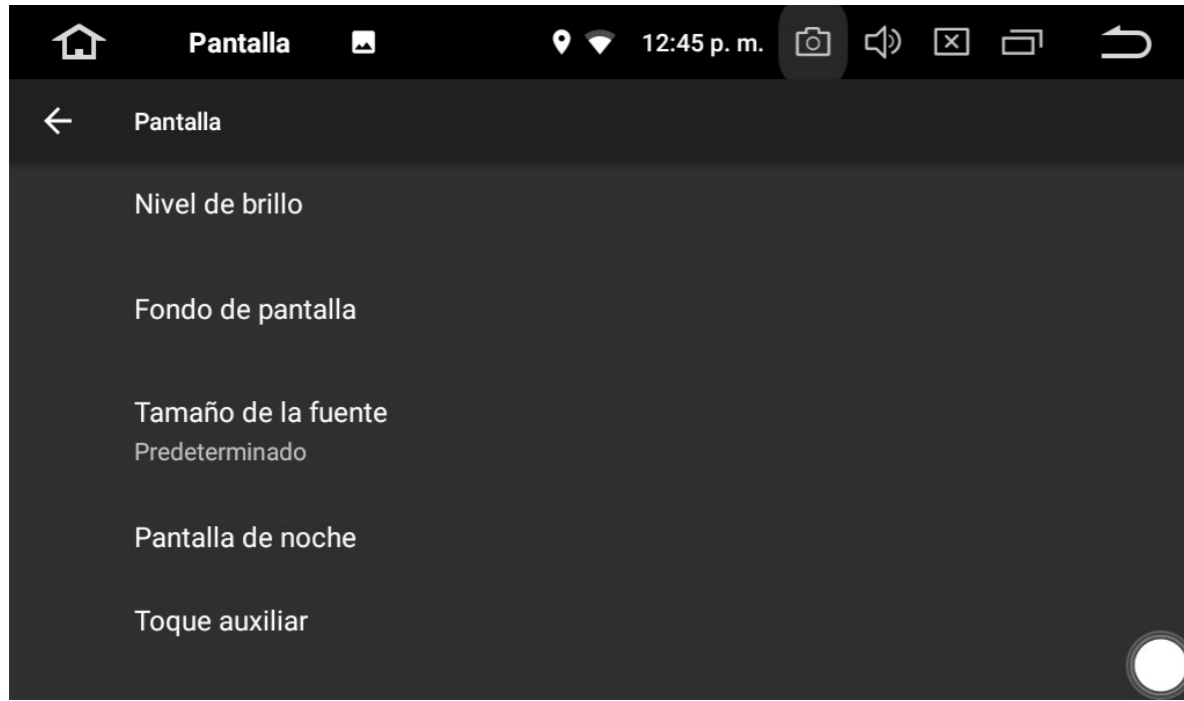 Pantalla
12:45 p. m.
Pantalla
Nivel de brillo
Fondo de pantalla
Tamaño de la fuente
Predeterminado
Pantalla de noche
Toque auxiliar